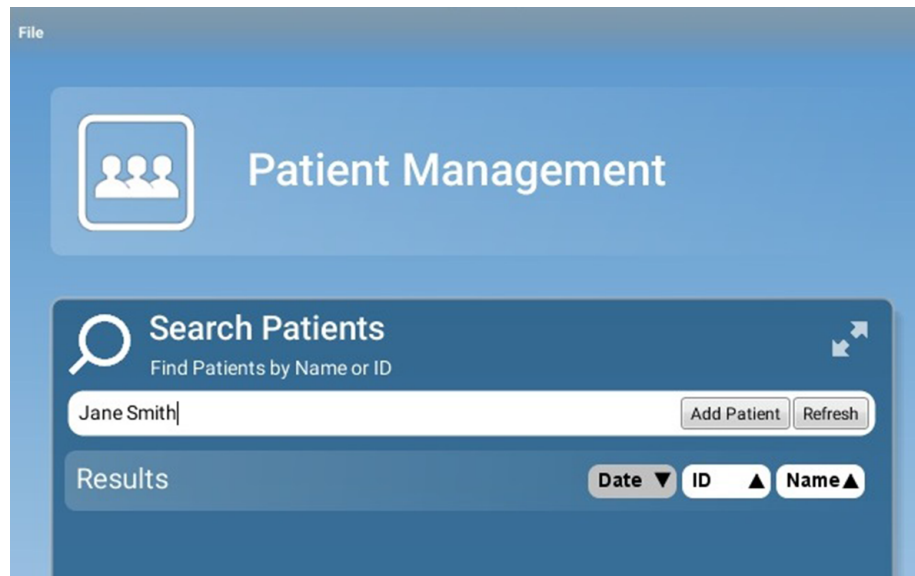 File
Patient Management
Search Patients
Find Patients by Name or ID
Jane Smith Add Patient Refresh
Results Date ▼ ID ▲ Name ▲